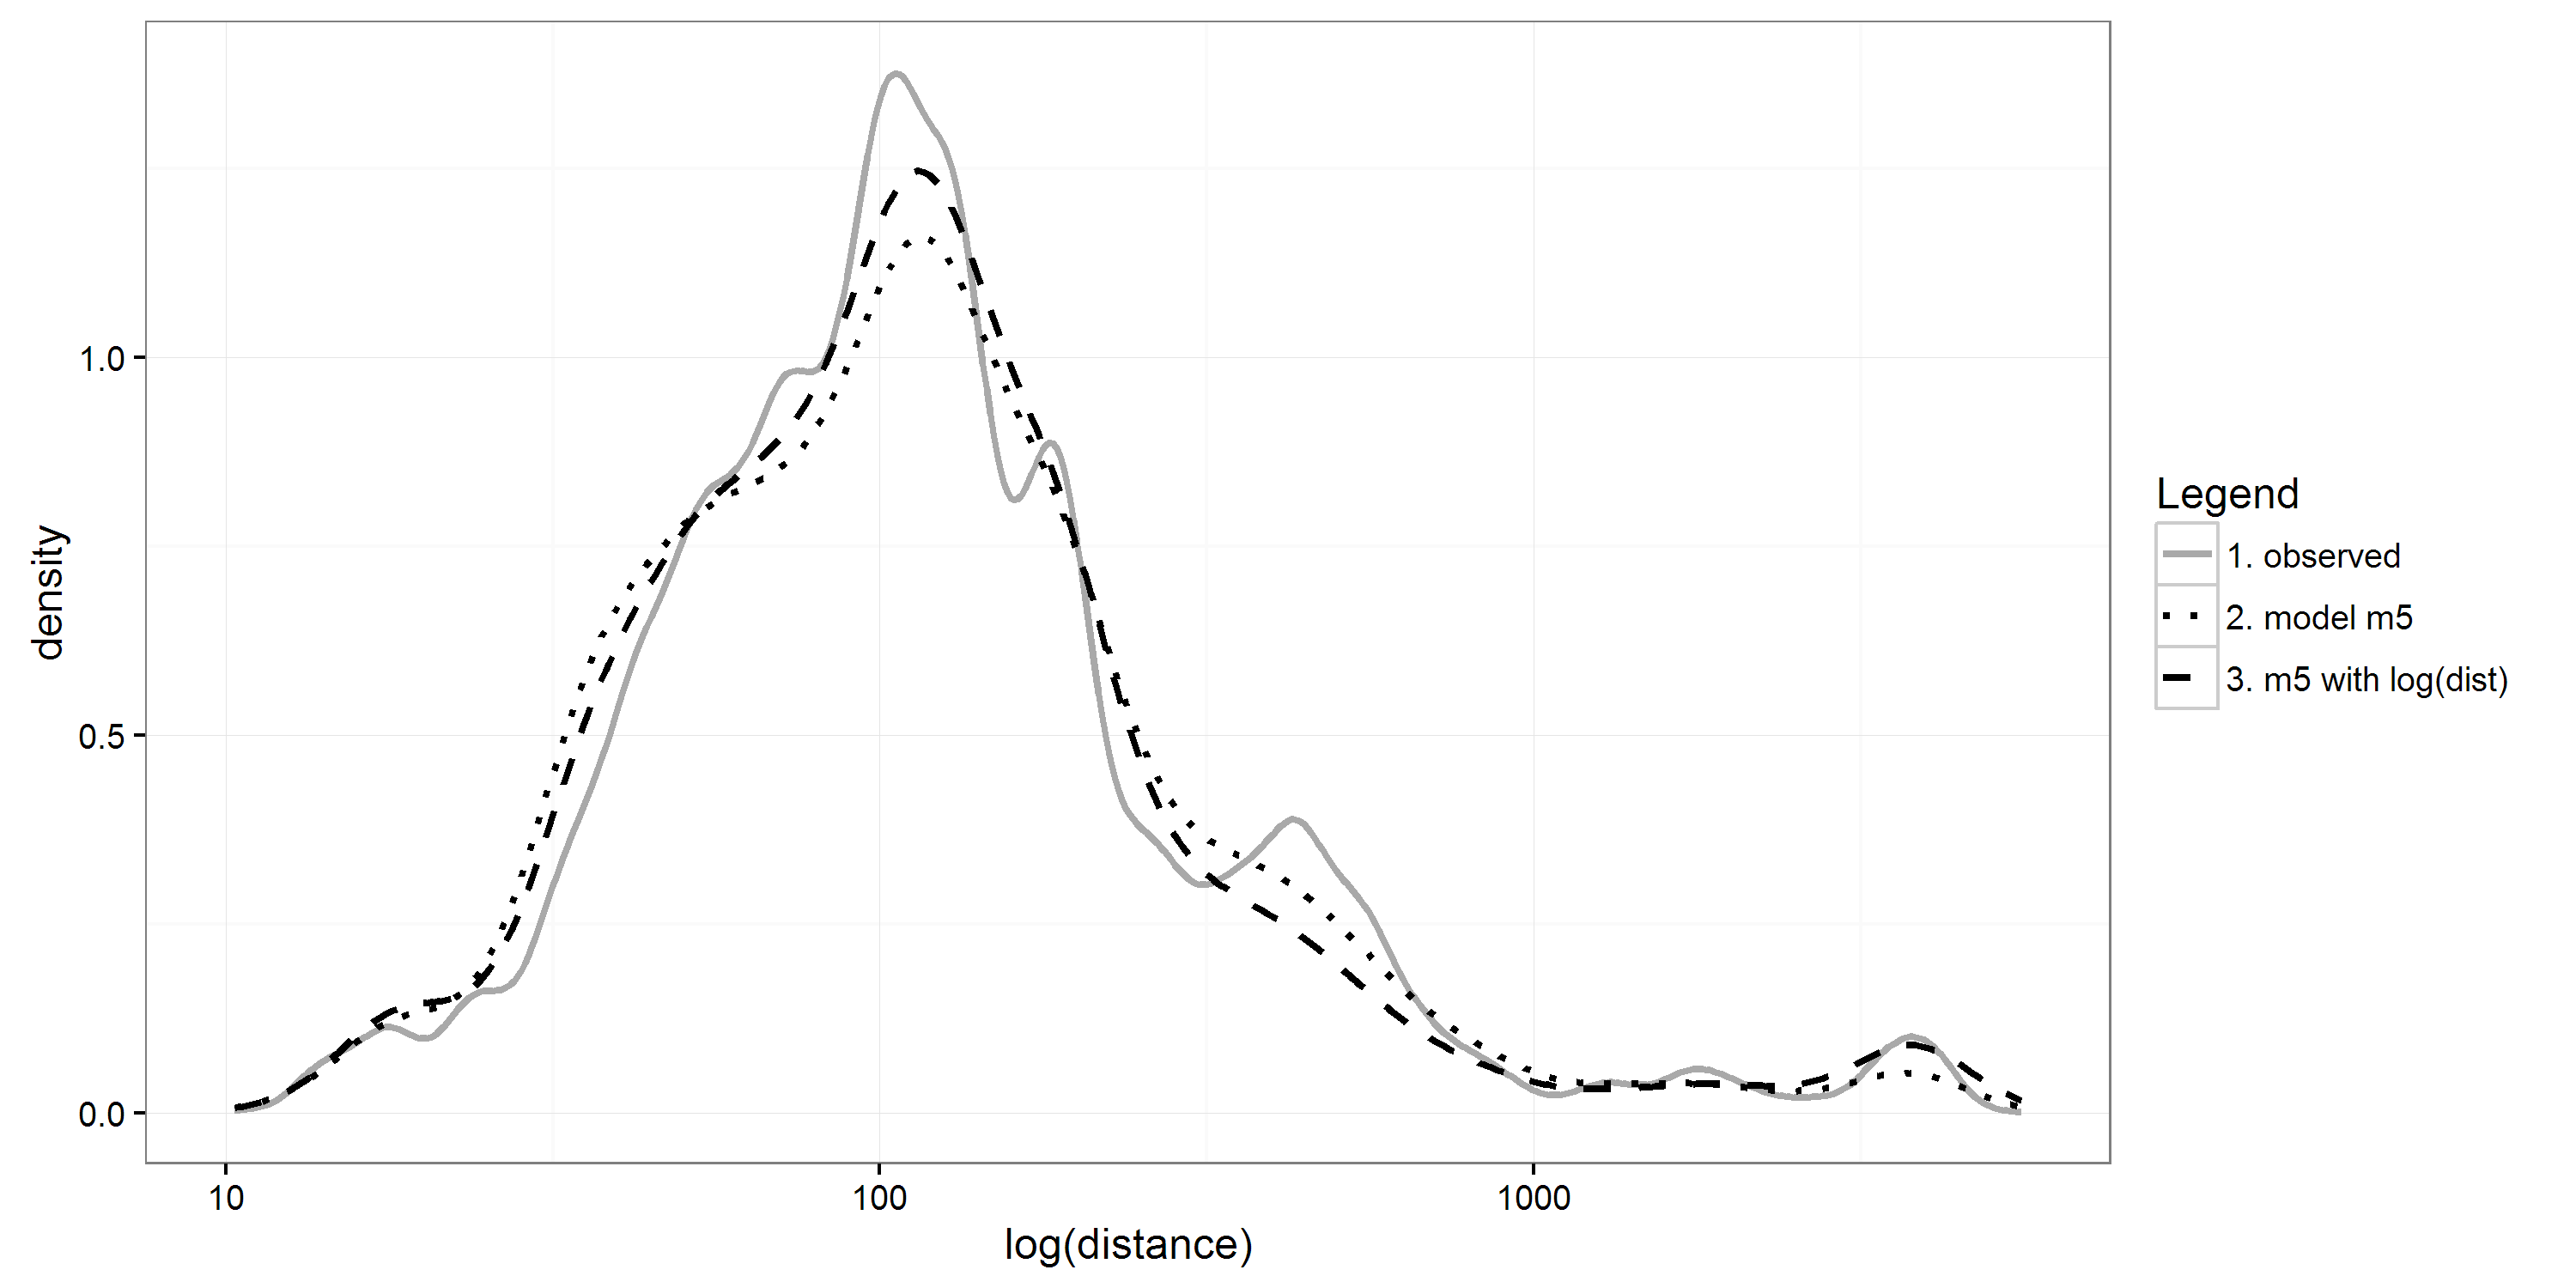 density
1.0
0.5
0.0
10
100
1000
log(distance)
Legend
1. observed
2. model m5
3. m5 with log(dist)